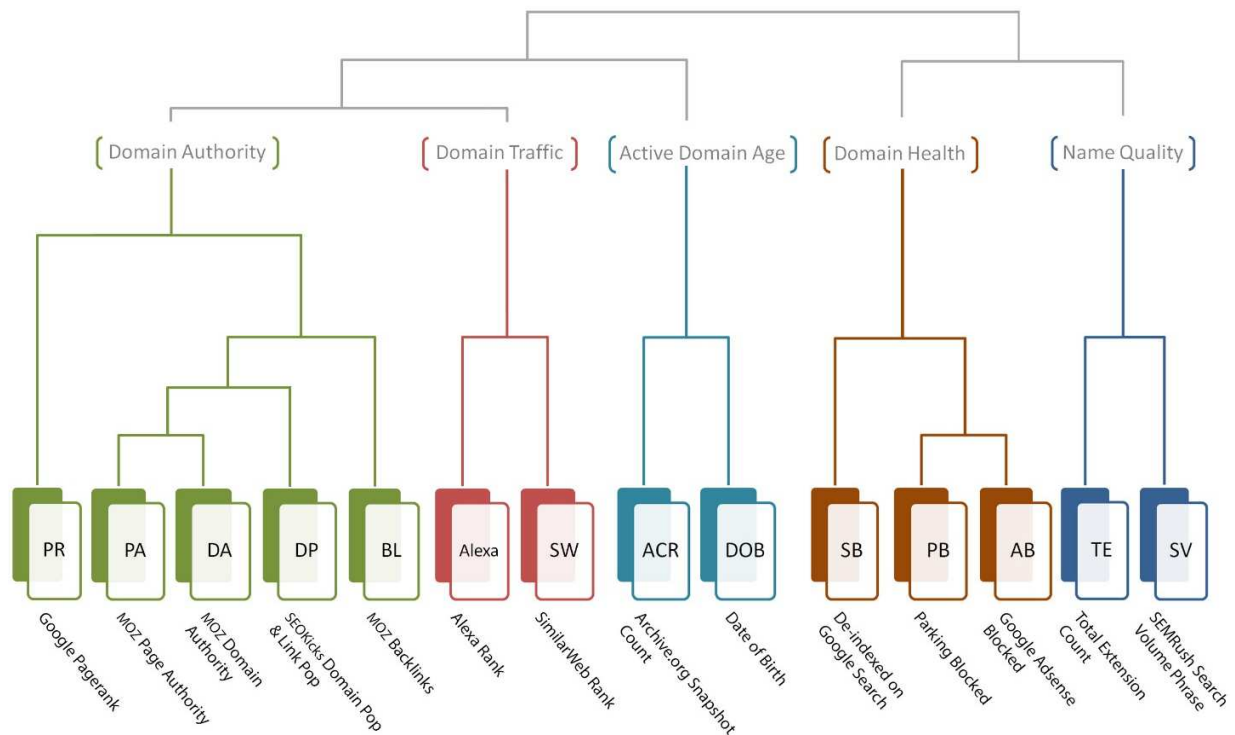 Domain Authority
Domain Traffic
Active Domain Age
Domain Health
Name Quality
PR
PA
DA
DP
BL
Alexa
SW
ACR
DOB
SB
PB
AB
TE
SV
Google Pagerank
MOZ Page Authority
MOZ Domain
Authority
SEOKicks Domain Pop
& Link Pop
MOZ Backlinks
Alexa Rank
SimilarWeb Rank
Archive.org Snapshot
Count
Date of Birth
De-indexed on
Google Search
Parking Blocked
Google Adsense
Blocked
Total Extension
Count
SEMRush Search
Volume Phrase